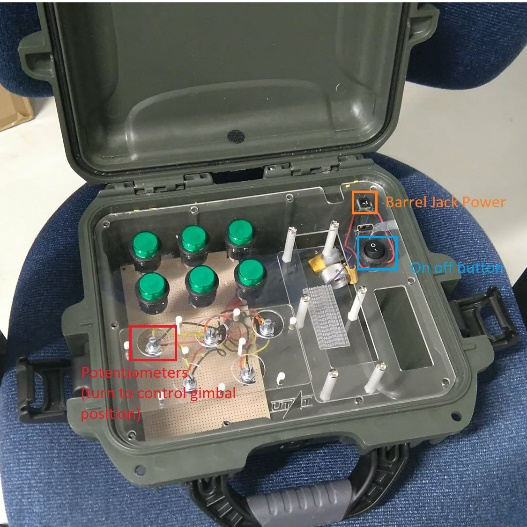 Barrel Jack Power
On off button
Potentiometers
(turn to control gimbal
position)